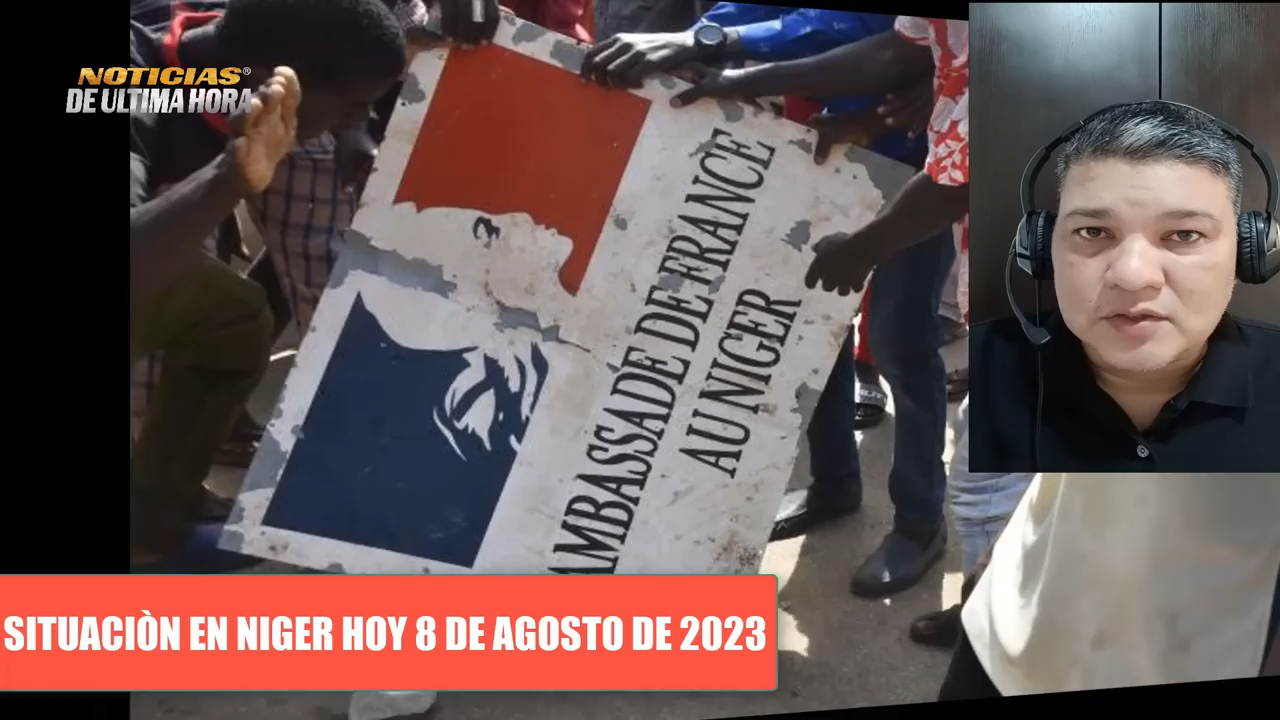 NOTICIAS®
DE ULTIMA HORA
AMBASSADE DE FRANCE
AU NIGER
SITUACIÒN EN NIGER HOY 8 DE AGOSTO DE 2023